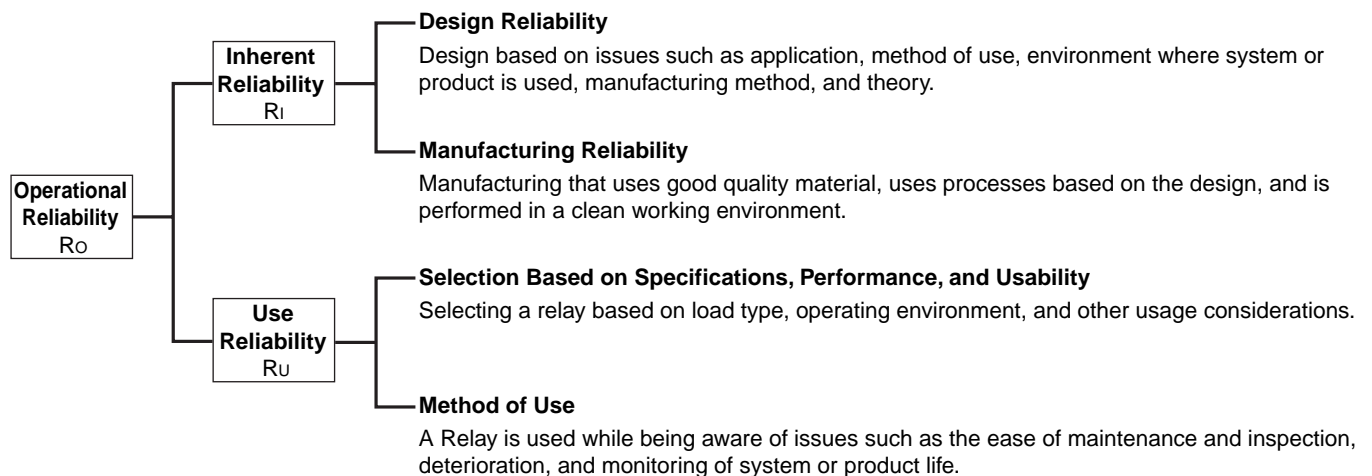 Operational
Reliability
RO
Inherent
Reliability
RI
Design Reliability
Design based on issues such as application, method of use, environment where system or
product is used, manufacturing method, and theory.
Manufacturing Reliability
Manufacturing that uses good quality material, uses processes based on the design, and is
performed in a clean working environment.
Use
Reliability
RU
Selection Based on Specifications, Performance, and Usability
Selecting a relay based on load type, operating environment, and other usage considerations.
Method of Use
A Relay is used while being aware of issues such as the ease of maintenance and inspection,
deterioration, and monitoring of system or product life.